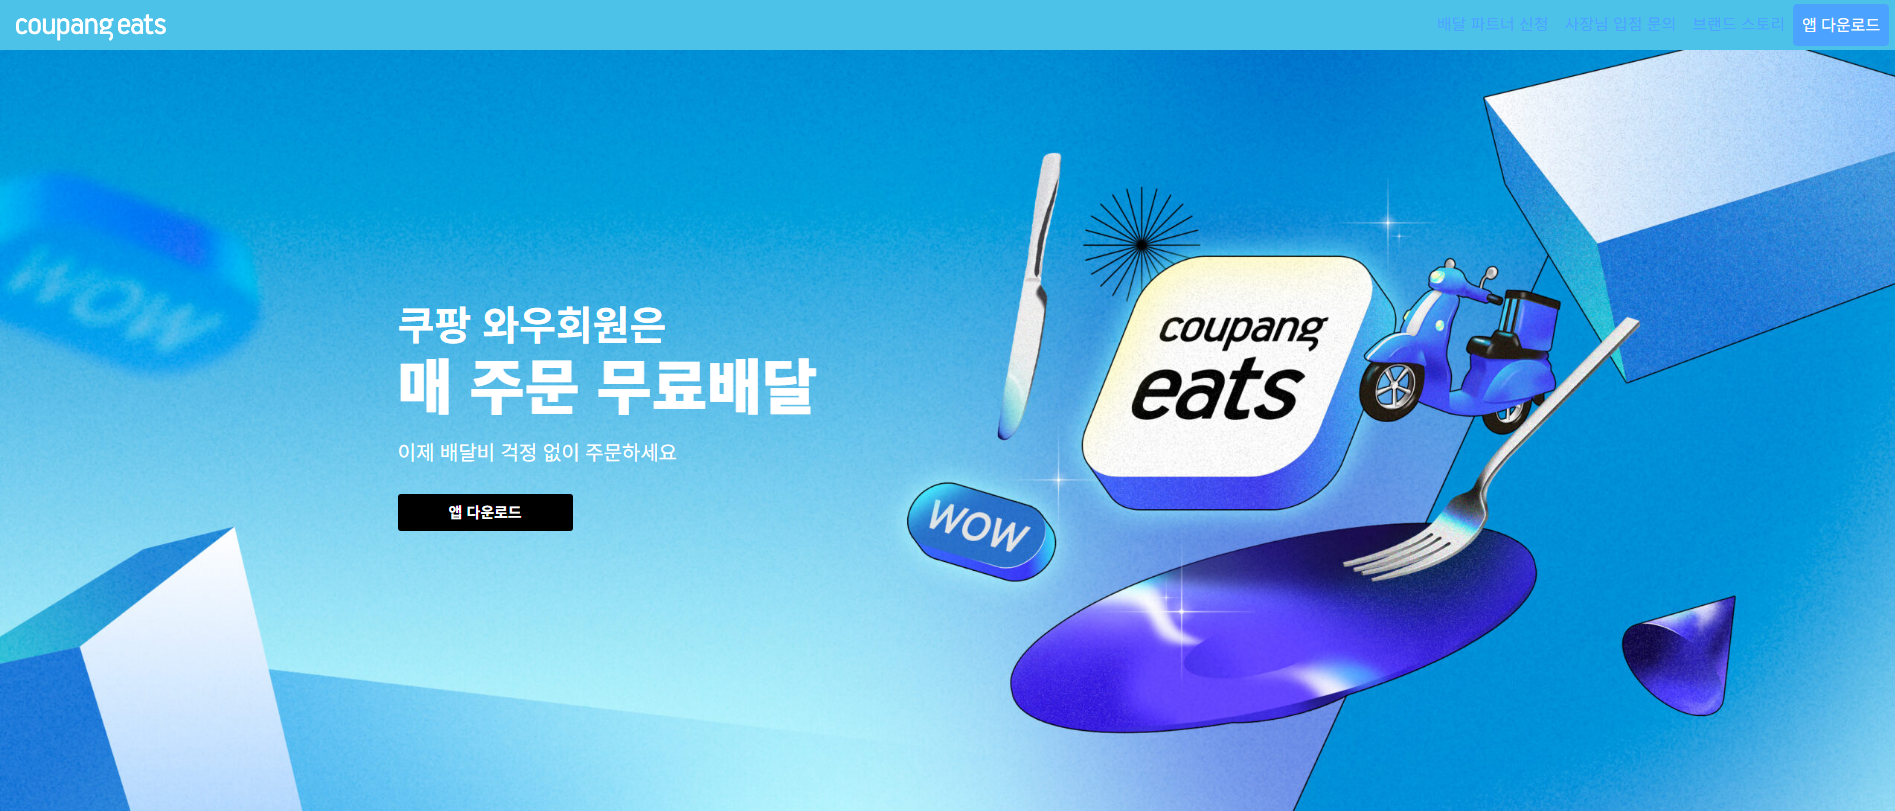 coupang eats
배달 파트너 신청
사장님 입점 문의
브랜드 스토리
앱 다운로드
WOW
쿠팡 와우회원은
매 주문 무료배달
이제 배달비 걱정 없이 주문하세요
앱 다운로드
coupang
eats
WOW